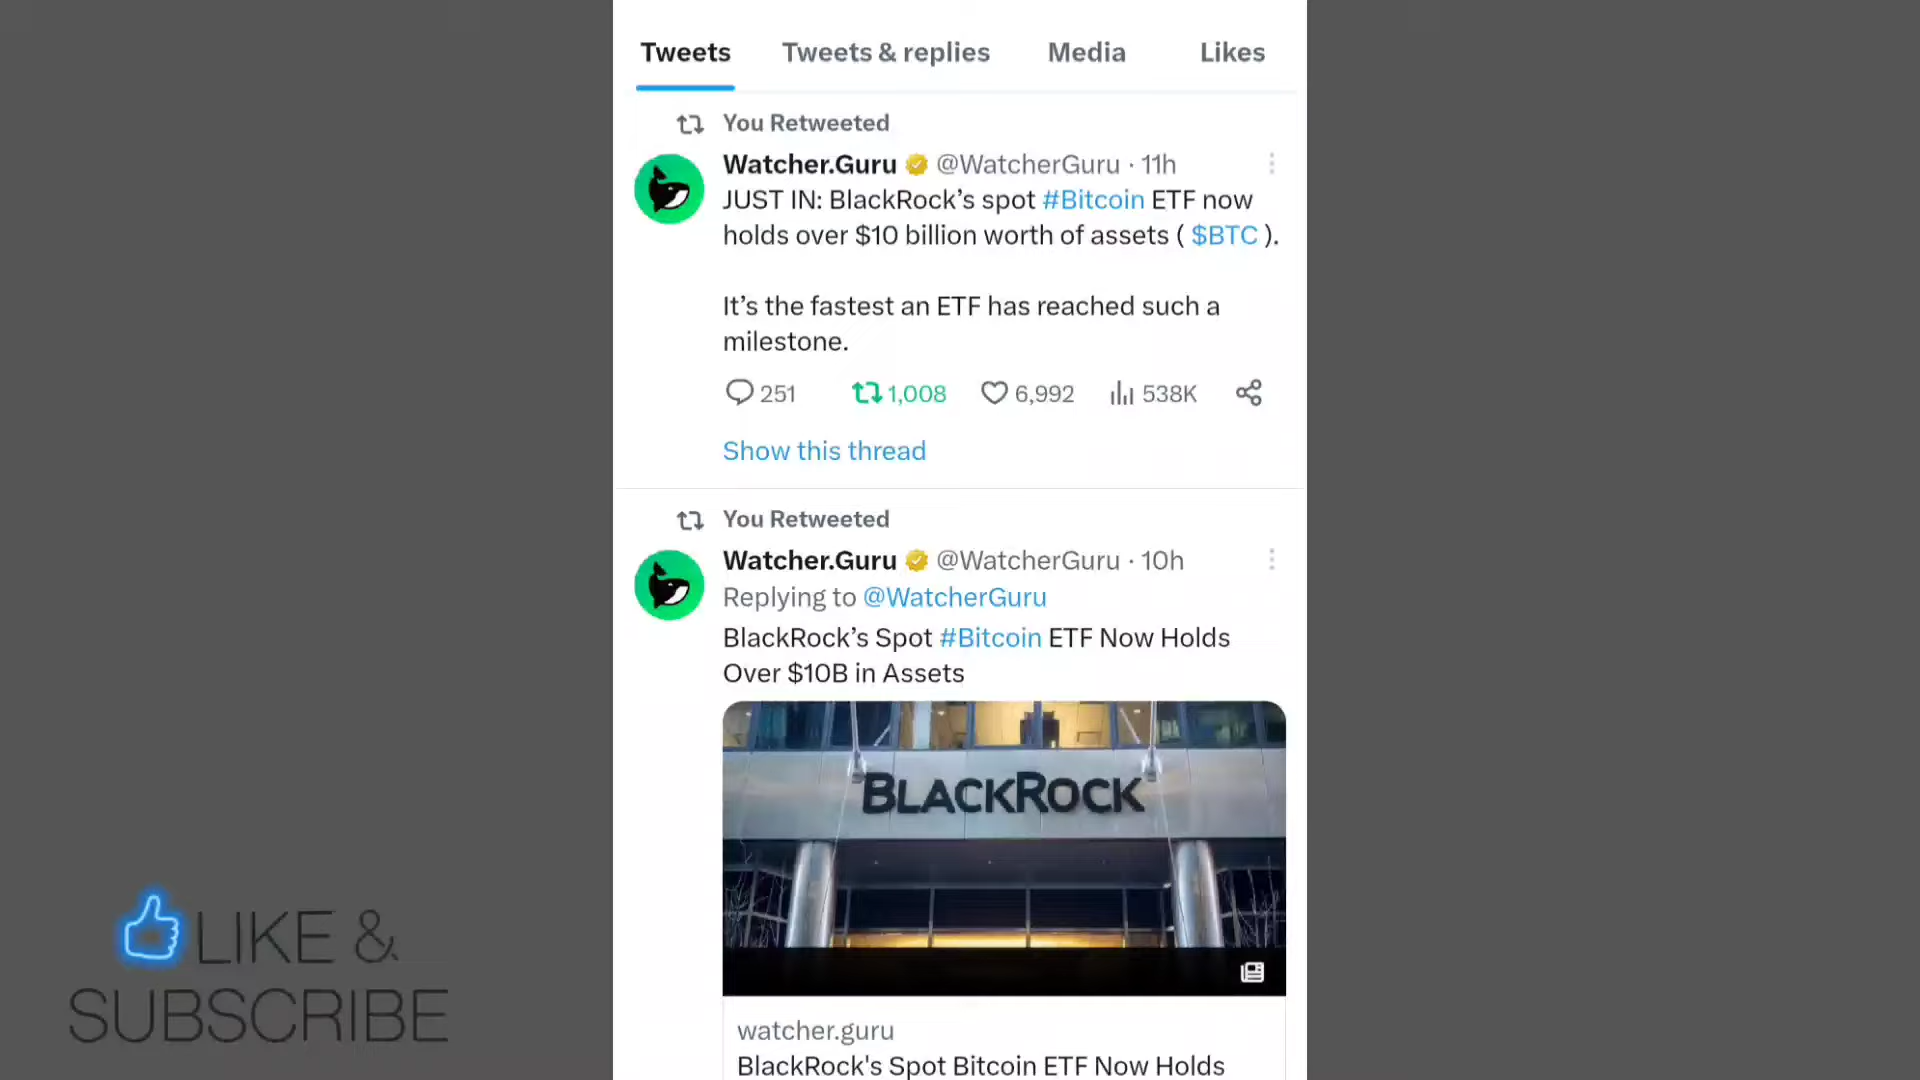 Tweets Tweets & replies Media Likes
You Retweeted
Watcher.Guru @WatcherGuru · 11h
JUST IN: BlackRock’s spot #Bitcoin ETF now
holds over $10 billion worth of assets ( $BTC ).
It’s the fastest an ETF has reached such a
milestone.
251 1,008 6,992 538K
Show this thread
You Retweeted
Watcher.Guru @WatcherGuru · 10h
Replying to @WatcherGuru
BlackRock’s Spot #Bitcoin ETF Now Holds
Over $10B in Assets
BLACKROCK
watcher.guru
BlackRock's Spot Bitcoin ETF Now Holds
LIKE &
SUBSCRIBE